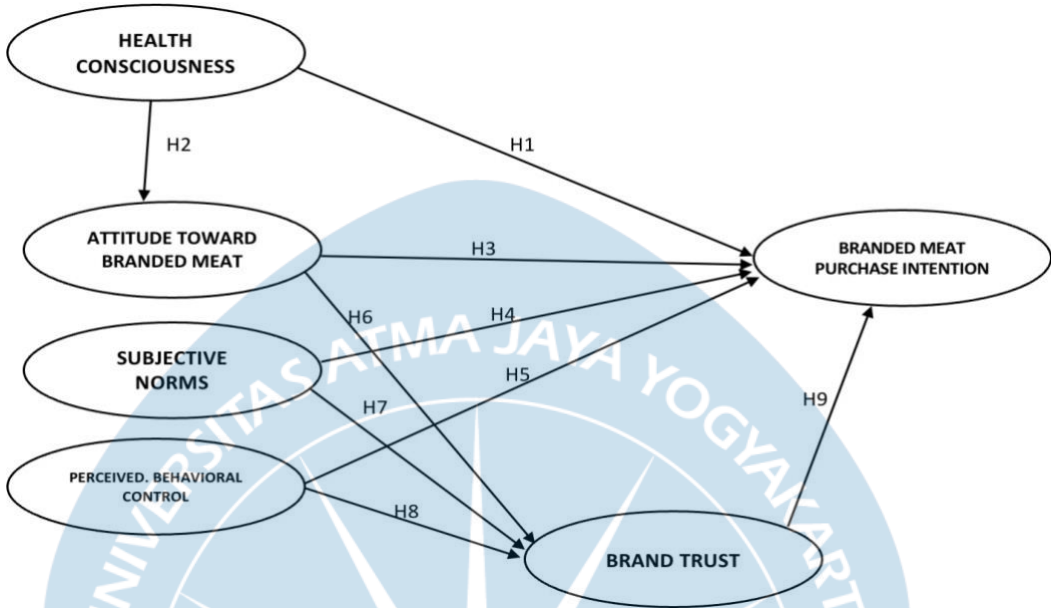 HEALTH
CONSCIOUSNESS
H2
H1
ATTITUDE TOWARD
BRANDED MEAT
H3
BRANDED MEAT
PURCHASE INTENTION
H6
H4
SUBJECTIVE
NORMS
H5
H7
H9
PERCEIVED. BEHAVIORAL
CONTROL
H8
BRAND TRUST
UNIVERSITAS ATMA JAYA YOGYAKART